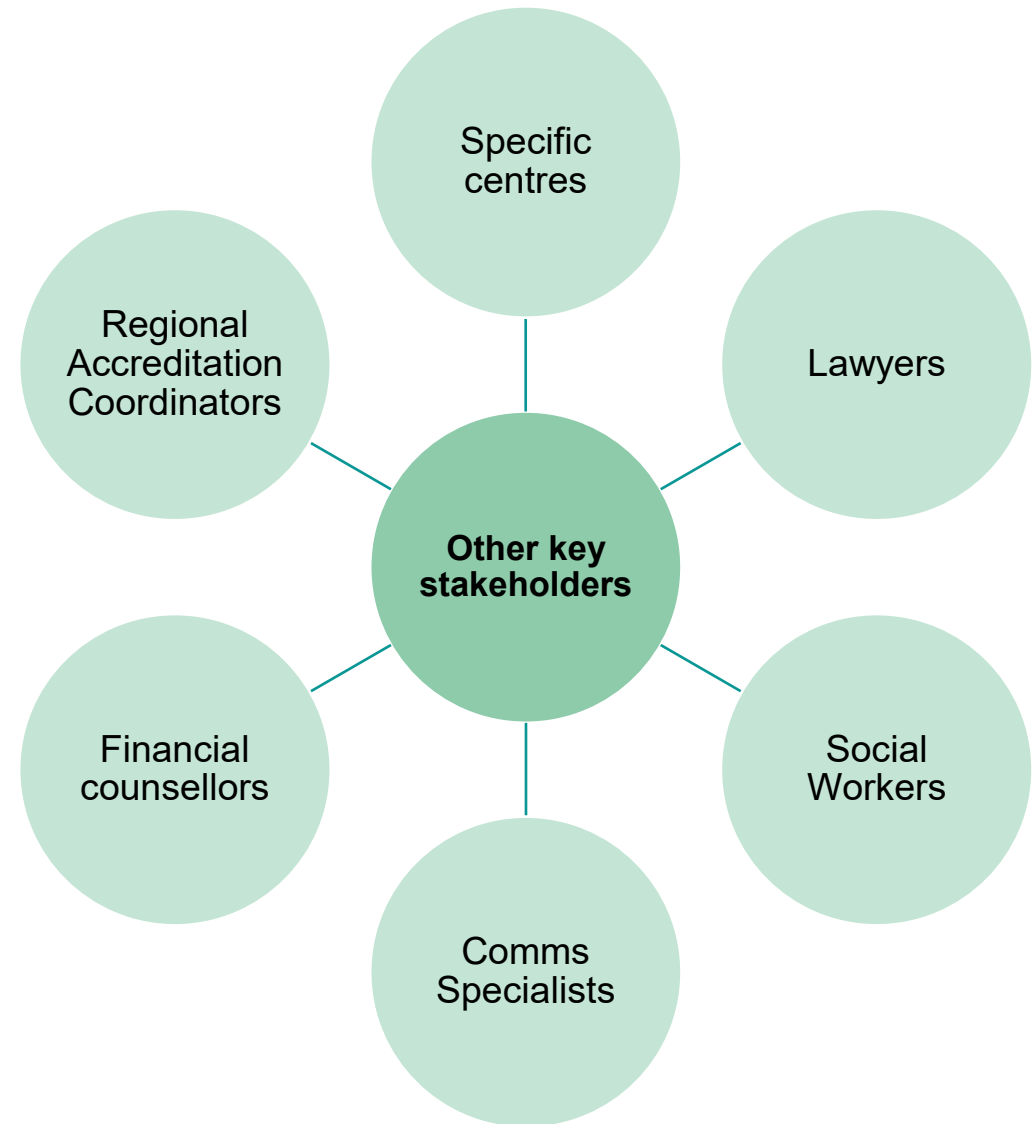 Specific
centres
Lawyers
Social
Workers
Comms
Specialists
Financial
counsellors
Regional
Accreditation
Coordinators
Other key
stakeholders